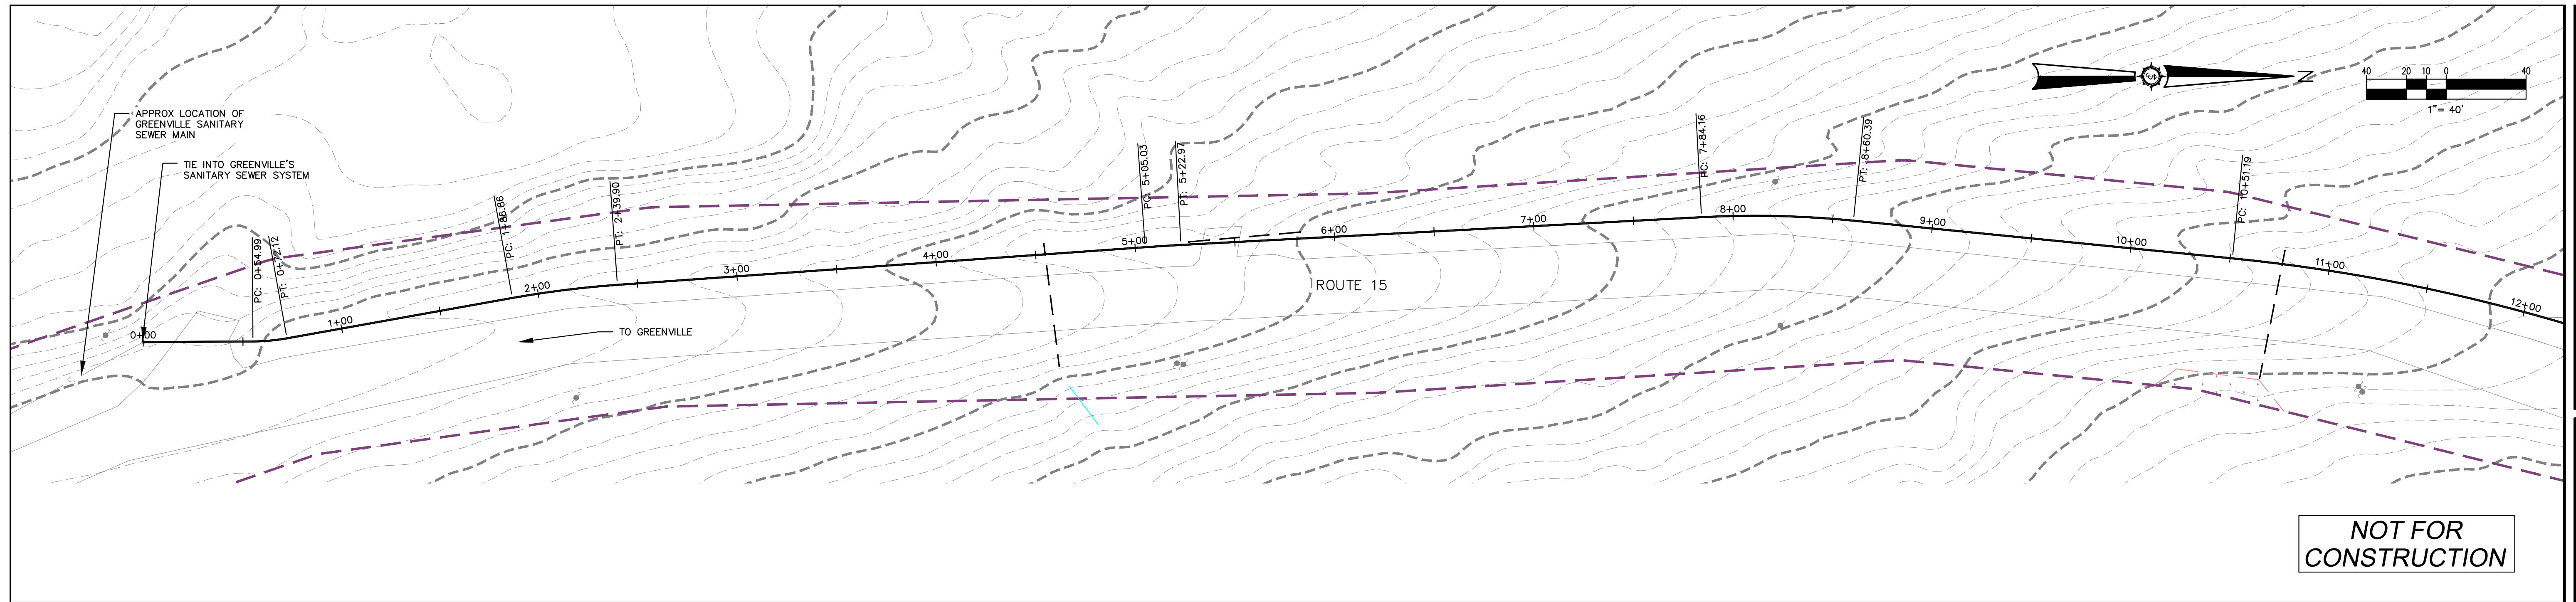 APPROX LOCATION OF
GREENVILLE SANITARY
SEWER MAIN
TIE INTO GREENVILLE'S
SANITARY SEWER SYSTEM
0+00
PC: 0+54.99
PT: 0+72.12
1+00
PC: 1+86.86
2+00
PT: 2+39.90
TO GREENVILLE
3+00
4+00
5+00
PC: 5+05.03
PT: 5+22.97
6+00
ROUTE 15
7+00
PC: 7+84.16
8+00
PT: 8+60.39
9+00
10+00
PC: 10+51.19
11+00
12+00
N
40 20 10 0 40
1"= 40'
NOT FOR
CONSTRUCTION